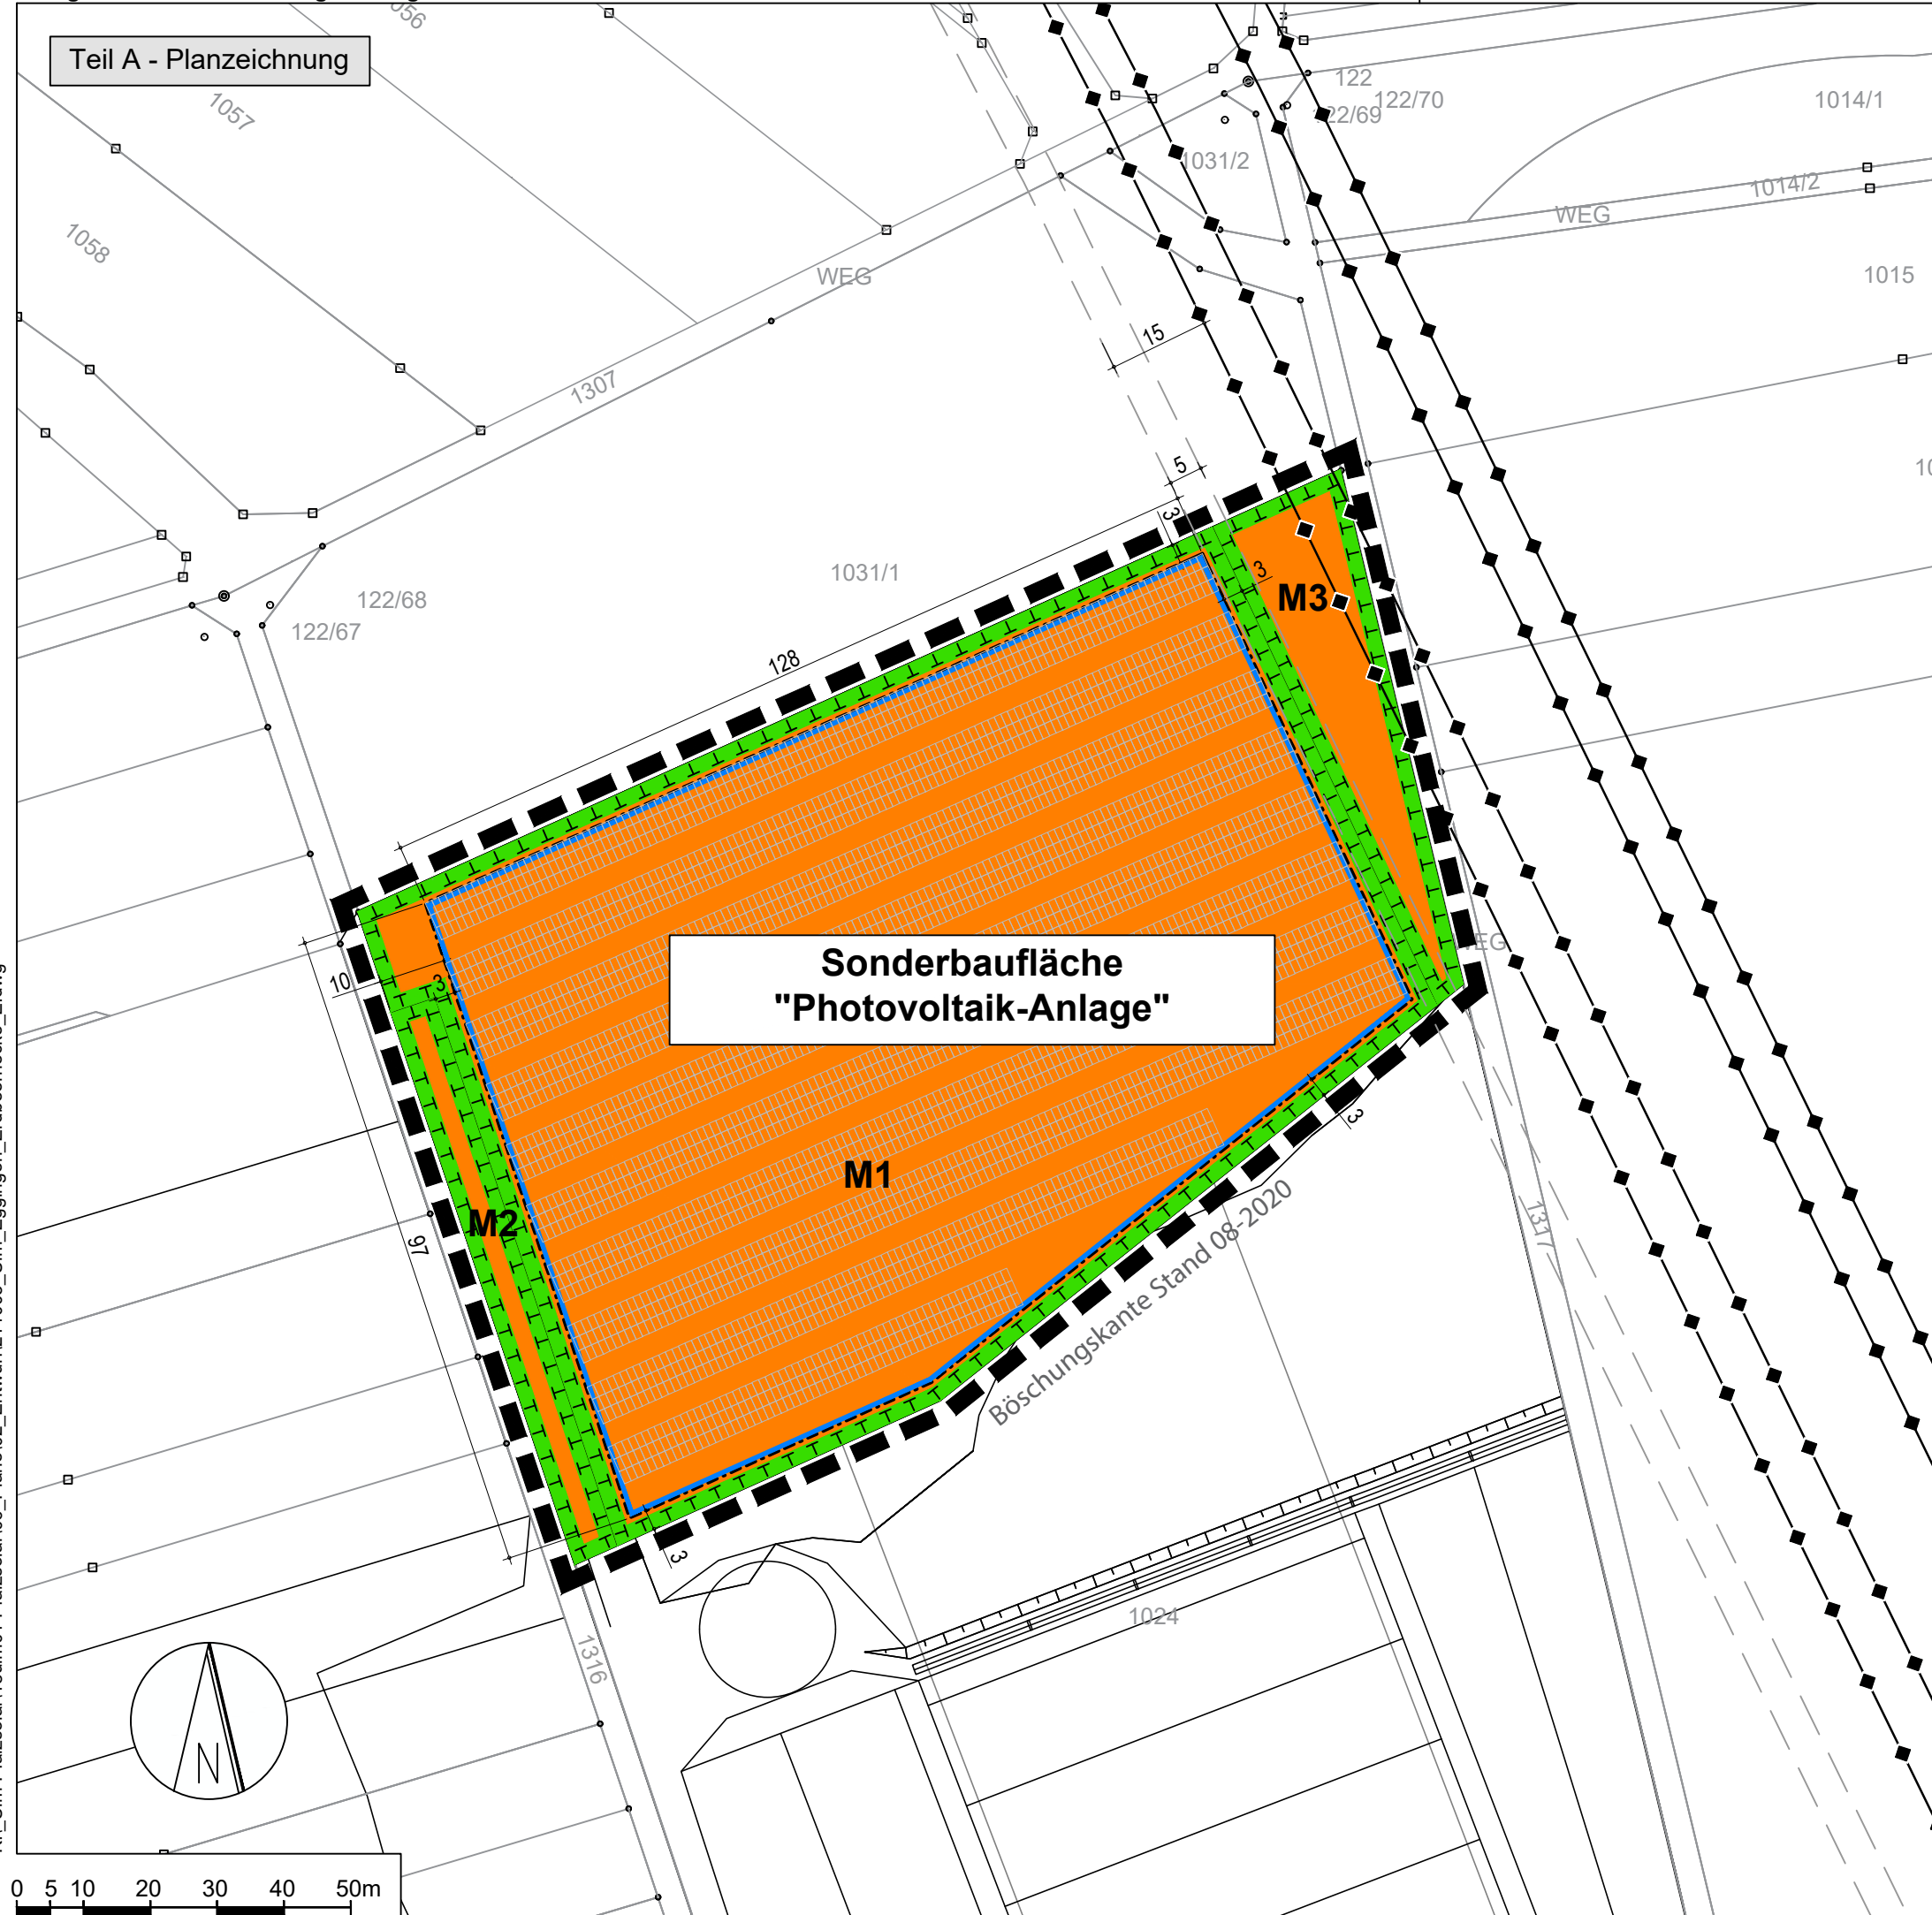 Teil A - Planzeichnung
1057
1058
WEG
1307
122
122/70
122/69
1014/1
1031/2
1014/2
WEG
1015
15
5
3
1031/1
3
M3
122/68
122/67
128
10
3
Sonderbaufläche
"Photovoltaik-Anlage"
3
M1
M2
97
Böschungskante Stand 08-2020
1317
3
1024
1316
N
0 5 10 20 30 40 50m